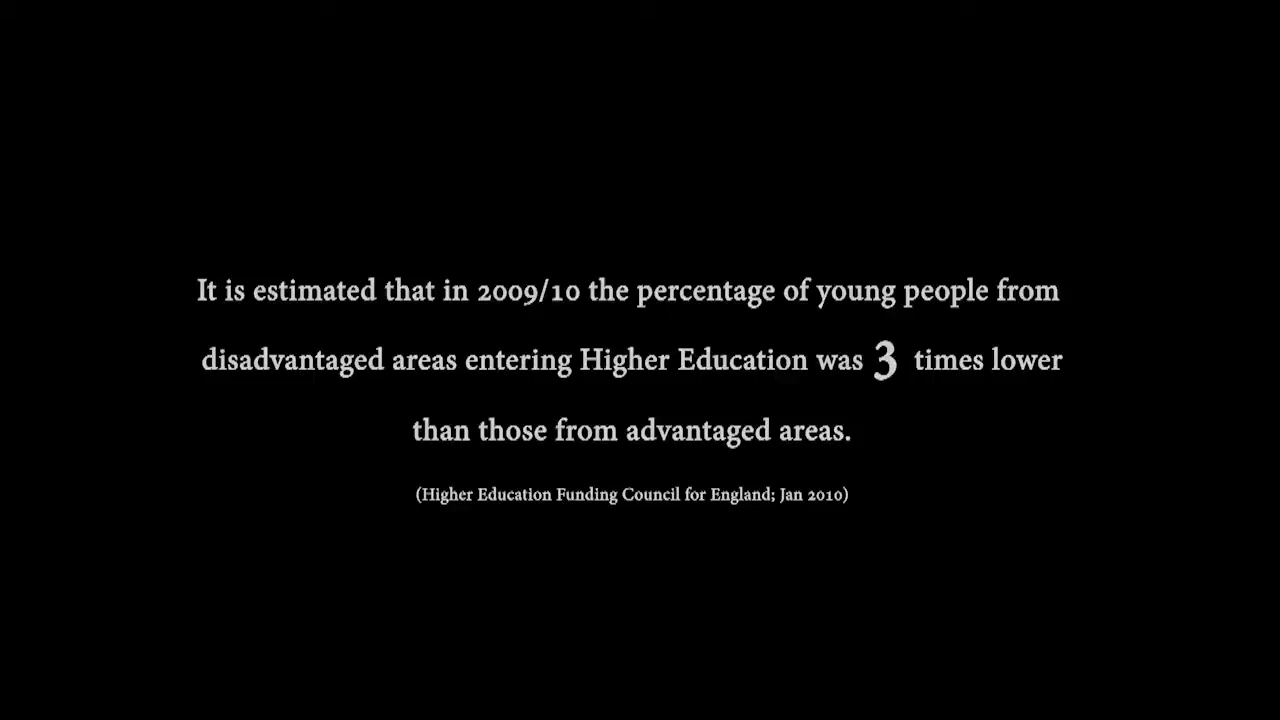 It is estimated that in 2009/10 the percentage of young people from
disadvantaged areas entering Higher Education was 3 times lower
than those from advantaged areas.
(Higher Education Funding Council for England; Jan 2010)